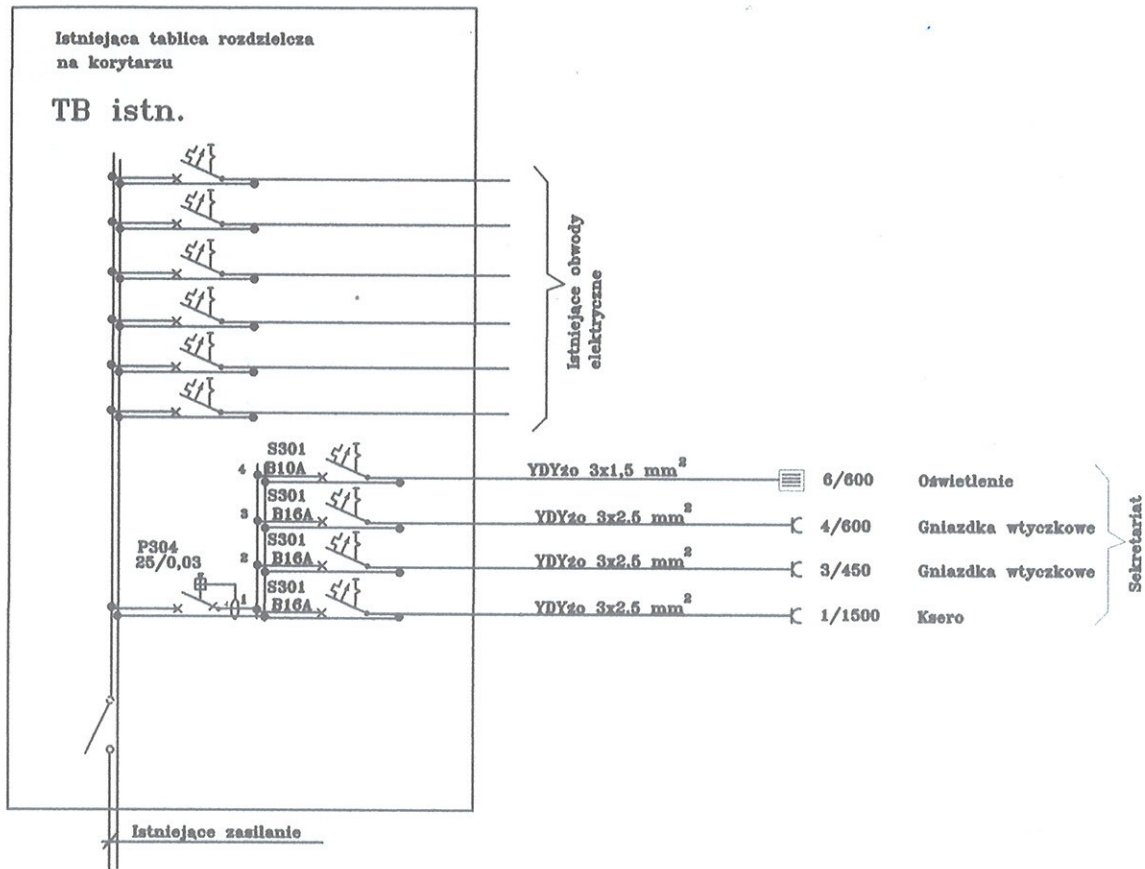 Istniejąca tablica rozdzielcza
na korytarzu
TB istn.
Istniejące obwody
elektryczne
S301
4 B10A
YDYżo 3x1,5 mm²
6/600 Oświetlenie
S301
3 B16A
YDYżo 3x2.5 mm²
4/600 Gniazdka wtyczkowe
S301
2 B16A
YDYżo 3x2.5 mm²
3/450 Gniazdka wtyczkowe
P304
25/0,03
S301
1 B16A
YDYżo 3x2.5 mm²
1/1500 Ksero
Sekretariat
Istniejące zasilanie